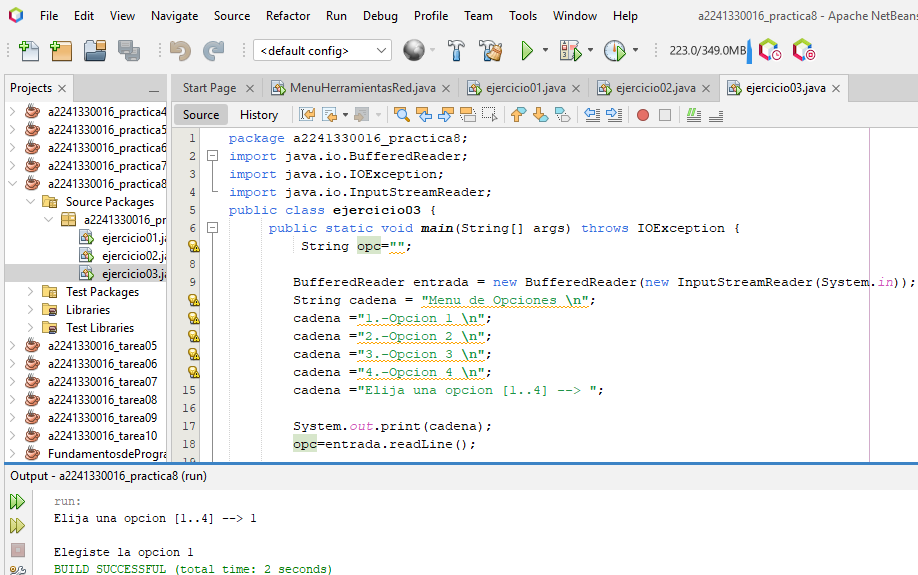 File Edit View Navigate Source Refactor Run Debug Profile Team Tools Window Help a2241330016_practica8 - Apache NetBeans
<default config> 223.0/349.0MB
Projects Start Page MenuHerramientasRed.java ejercicio01.java ejercicio02.java ejercicio03.java
Source History
a2241330016_practica4
a2241330016_practica5
a2241330016_practica6
a2241330016_practica7
a2241330016_practica8
Source Packages
a2241330016_pr
ejercicio01.j
ejercicio02.j
ejercicio03.j
Test Packages
Libraries
Test Libraries
a2241330016_tarea05
a2241330016_tarea06
a2241330016_tarea07
a2241330016_tarea08
a2241330016_tarea09
a2241330016_tarea10
FundamentosdeProgra
1 package a2241330016_practica8;
2 import java.io.BufferedReader;
3 import java.io.IOException;
4 import java.io.InputStreamReader;
5 public class ejercicio03 {
6 public static void main(String[] args) throws IOException {
String opc="";
8
9 BufferedReader entrada = new BufferedReader(new InputStreamReader(System.in));
String cadena = "Menu de Opciones \n";
cadena ="1.-Opcion 1 \n";
cadena ="2.-Opcion 2 \n";
cadena ="3.-Opcion 3 \n";
cadena ="4.-Opcion 4 \n";
15 cadena ="Elija una opcion [1..4] --> ";
16
17 System.out.print(cadena);
18 opc=entrada.readLine();
19
Output - a2241330016_practica8 (run)
run:
Elija una opcion [1..4] --> 1
Elegiste la opcion 1
BUILD SUCCESSFUL (total time: 2 seconds)